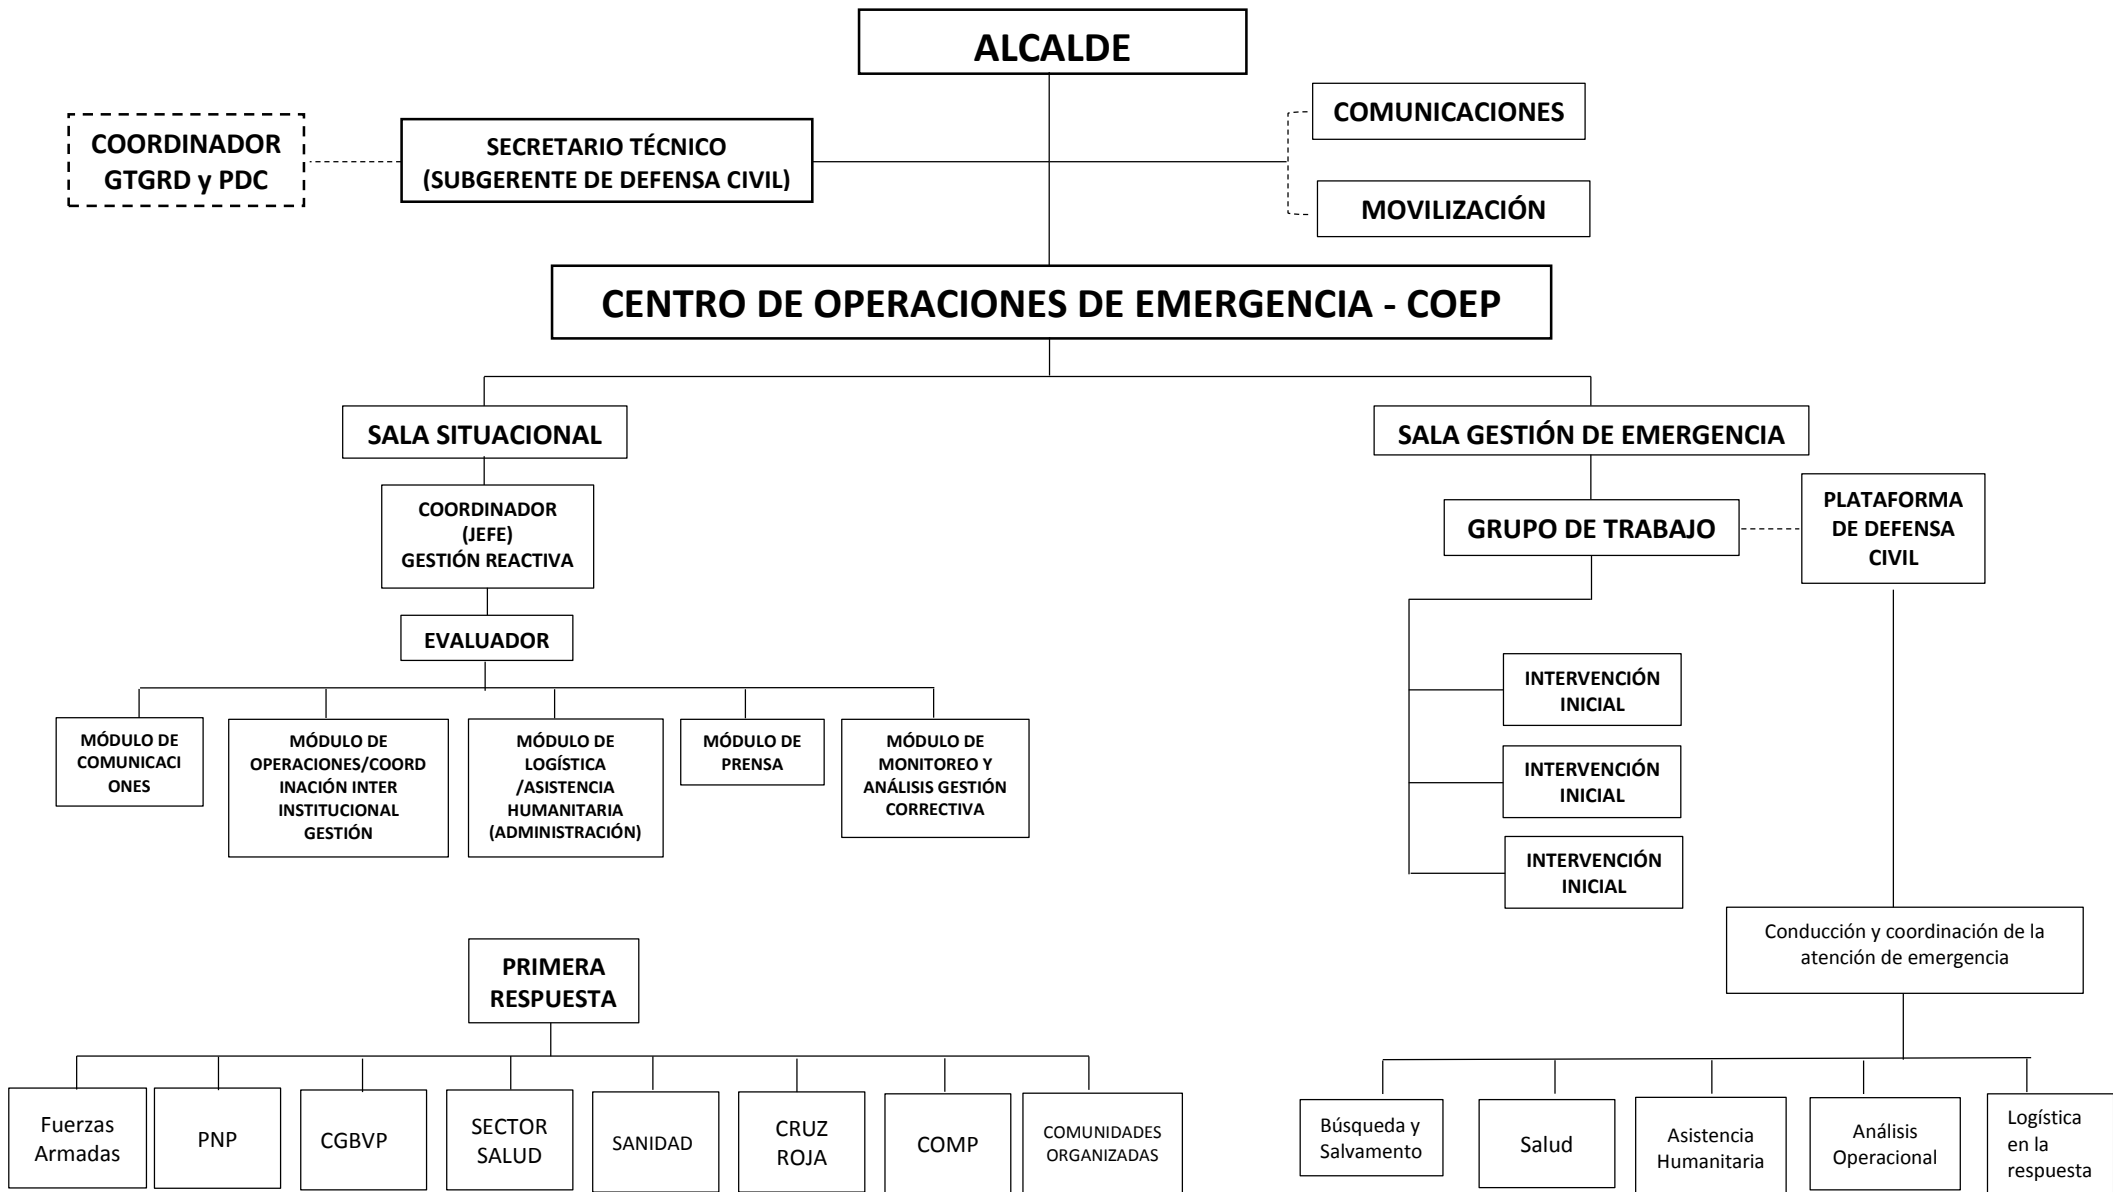 ALCALDE
COMUNICACIONES
COORDINADOR
GTGRD y PDC
SECRETARIO TÉCNICO
(SUBGERENTE DE DEFENSA CIVIL)
MOVILIZACIÓN
CENTRO DE OPERACIONES DE EMERGENCIA - COEP
SALA SITUACIONAL
SALA GESTIÓN DE EMERGENCIA
COORDINADOR
(JEFE)
GESTIÓN REACTIVA
GRUPO DE TRABAJO
PLATAFORMA
DE DEFENSA
CIVIL
EVALUADOR
MÓDULO DE
COMUNICACI
ONES
MÓDULO DE
OPERACIONES/COORD
INACIÓN INTER
INSTITUCIONAL
GESTIÓN
MÓDULO DE
LOGÍSTICA
/ASISTENCIA
HUMANITARIA
(ADMINISTRACIÓN)
MÓDULO DE
PRENSA
MÓDULO DE
MONITOREO Y
ANÁLISIS GESTIÓN
CORRECTIVA
INTERVENCIÓN
INICIAL
INTERVENCIÓN
INICIAL
INTERVENCIÓN
INICIAL
Conducción y coordinación de la
atención de emergencia
PRIMERA
RESPUESTA
Fuerzas
Armadas
PNP
CGBVP
SECTOR
SALUD
SANIDAD
CRUZ
ROJA
COMP
COMUNIDADES
ORGANIZADAS
Búsqueda y
Salvamento
Salud
Asistencia
Humanitaria
Análisis
Operacional
Logística
en la
respuesta